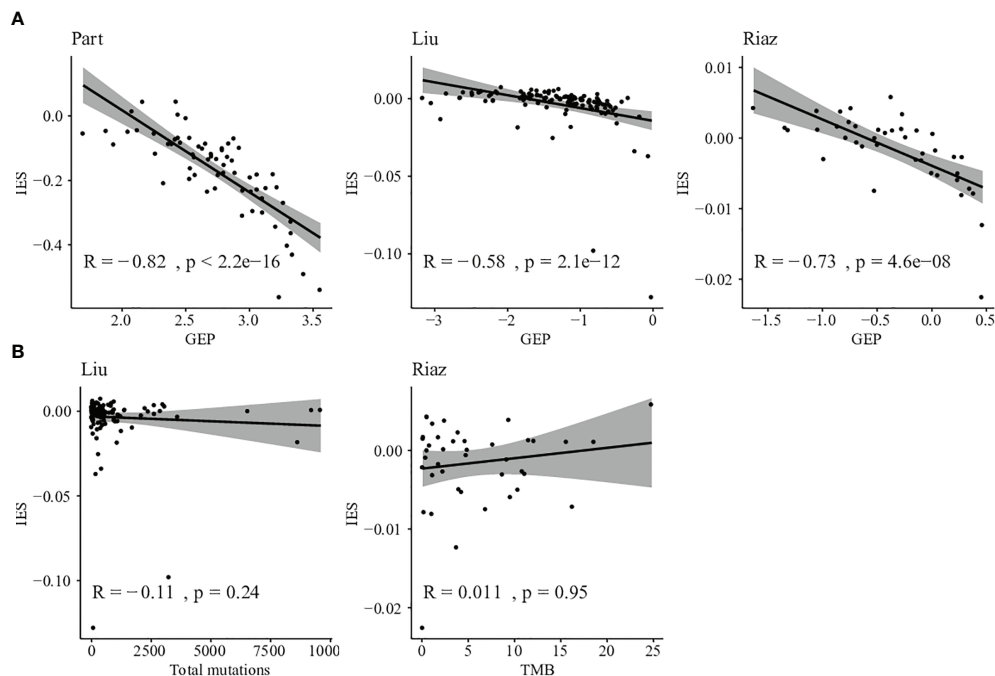 A
Part
Liu
Riaz
0.0
−0.2
−0.4
IES
R = −0.82 , p < 2.2e−16
2.0
2.5
3.0
3.5
GEP
0.00
−0.05
−0.10
IES
R = −0.58 , p = 2.1e−12
−3
−2
−1
0
GEP
0.01
0.00
−0.01
−0.02
IES
R = −0.73 , p = 4.6e−08
−1.5
−1.0
−0.5
0.0
0.5
GEP
B
Liu
Riaz
0.00
−0.05
−0.10
IES
R = −0.11 , p = 0.24
0
2500
5000
7500
1000
Total mutations
0.00
−0.01
−0.02
IES
R = 0.011 , p = 0.95
0
5
10
15
20
25
TMB